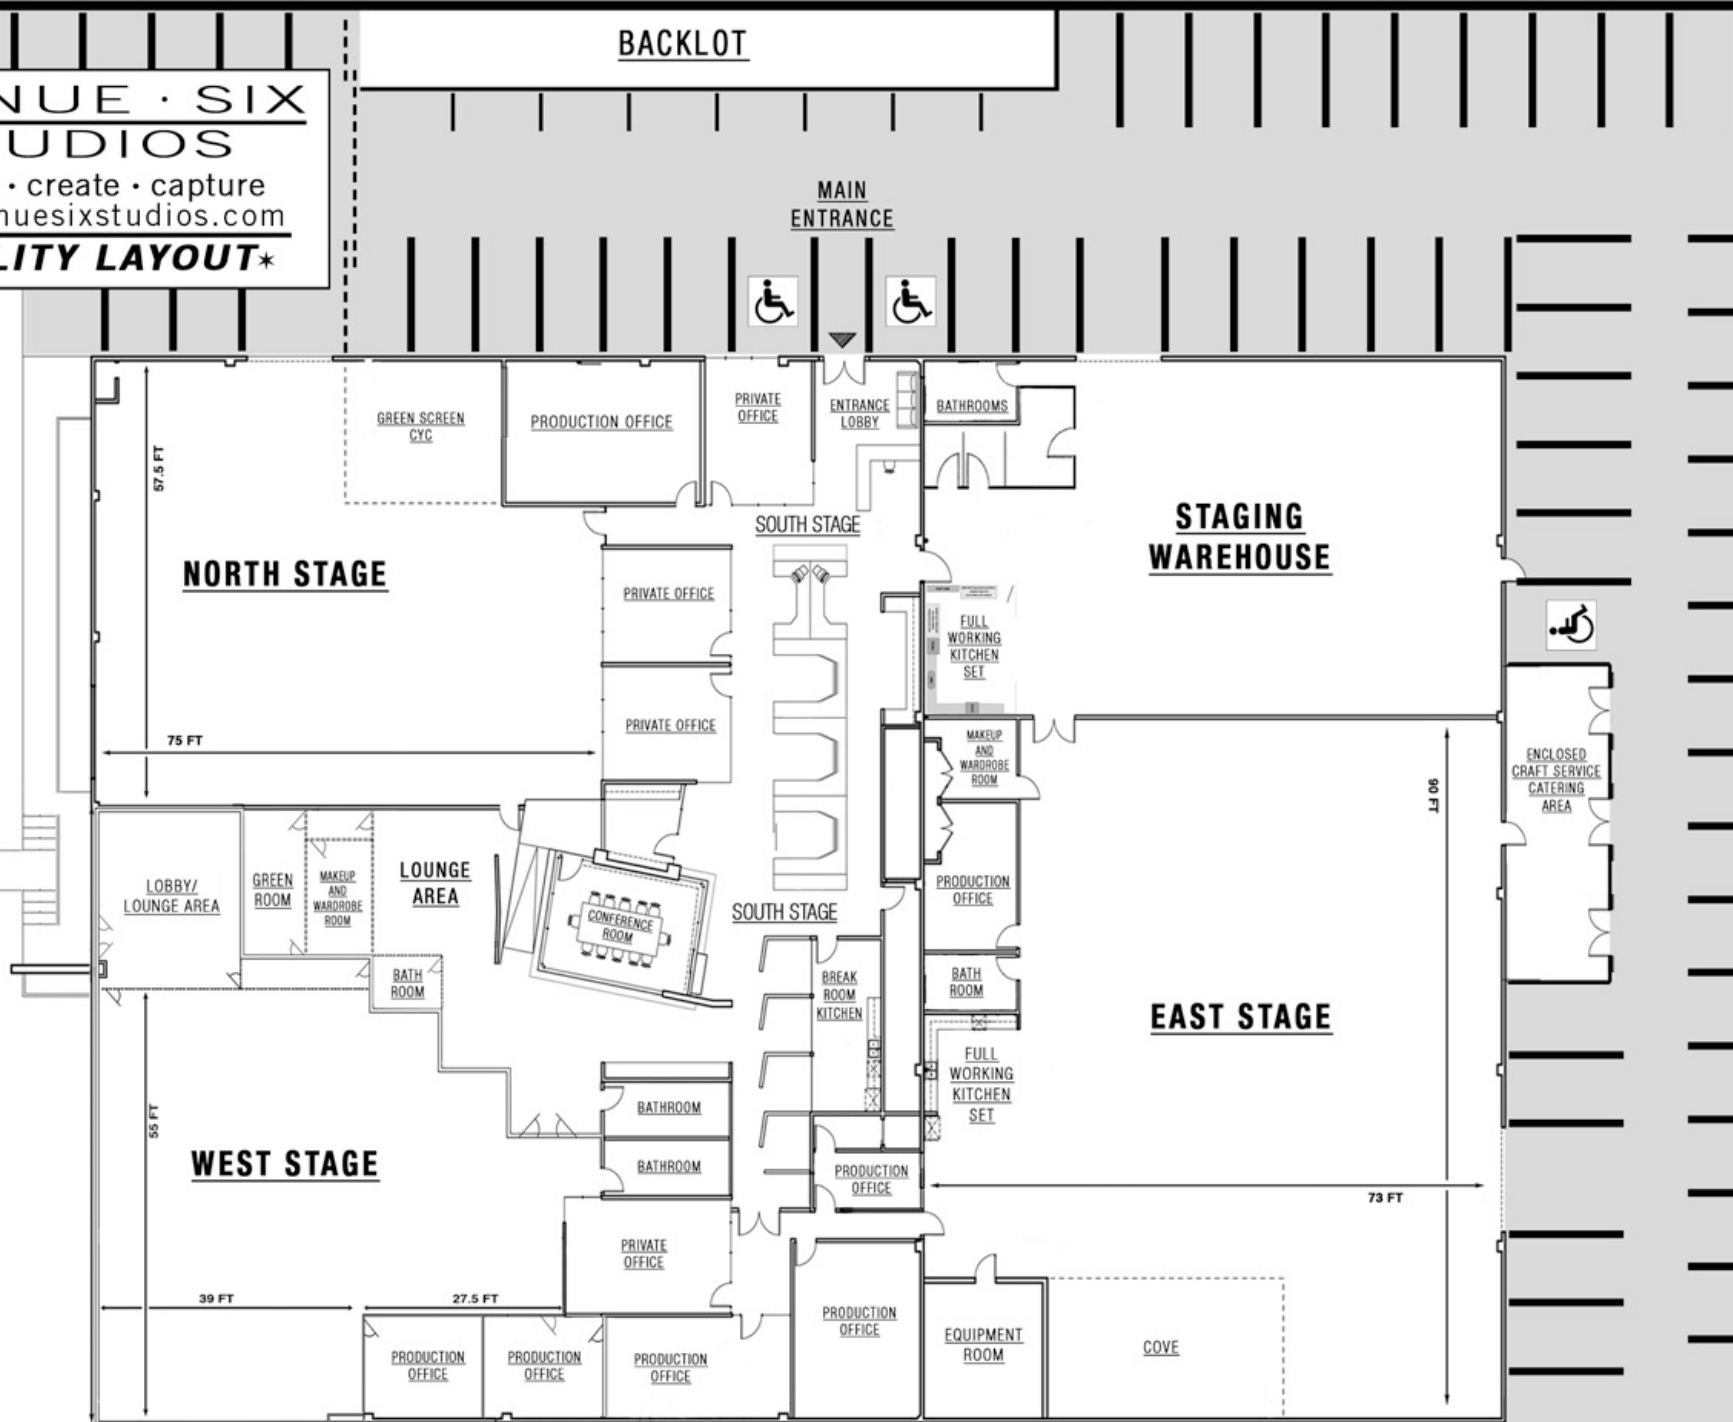 BACKLOT
NUE · SIX
UDIOS
· create · capture
nuesixstudios.com
LITY LAYOUT*
MAIN
ENTRANCE
GREEN SCREEN
CYC
PRODUCTION OFFICE
PRIVATE
OFFICE
ENTRANCE
LOBBY
BATHROOMS
57.5 FT
SOUTH STAGE
STAGING
WAREHOUSE
NORTH STAGE
PRIVATE OFFICE
FULL
WORKING
KITCHEN
SET
PRIVATE OFFICE
75 FT
MAKEUP
AND
WARDROBE
ROOM
ENCLOSED
CRAFT SERVICE
CATERING
AREA
90 FT
LOBBY/
LOUNGE AREA
GREEN
ROOM
MAKEUP
AND
WARDROBE
ROOM
LOUNGE
AREA
CONFERENCE
ROOM
SOUTH STAGE
PRODUCTION
OFFICE
BATH
ROOM
BREAK
ROOM
KITCHEN
BATH
ROOM
EAST STAGE
FULL
WORKING
KITCHEN
SET
55 FT
WEST STAGE
BATHROOM
BATHROOM
PRODUCTION
OFFICE
73 FT
PRIVATE
OFFICE
39 FT
27.5 FT
PRODUCTION
OFFICE
PRODUCTION
OFFICE
PRODUCTION
OFFICE
PRODUCTION
OFFICE
EQUIPMENT
ROOM
COVE